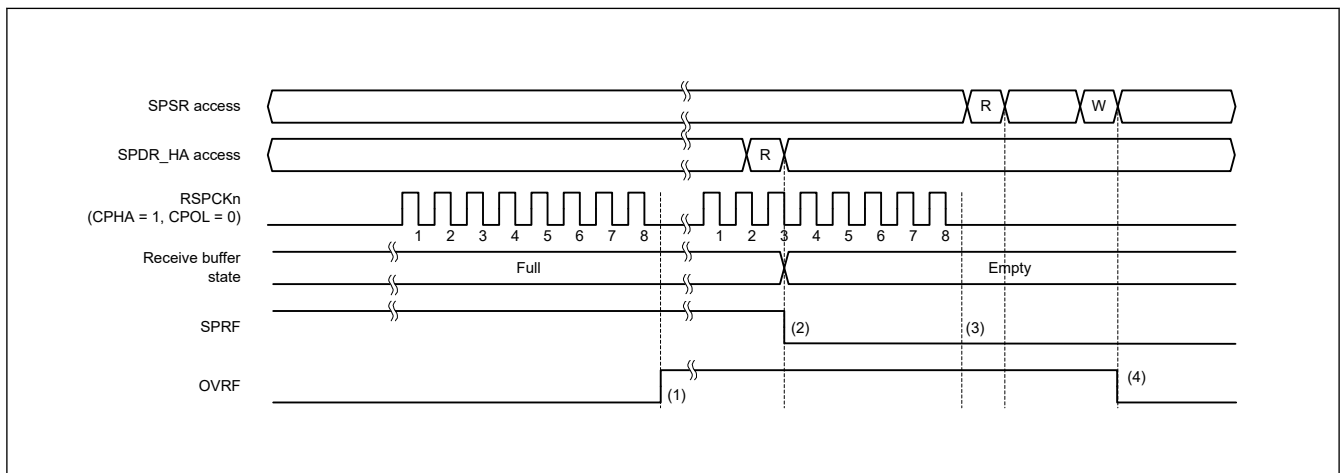 SPSR access
R
W
SPDR_HA access
R
RSPCKn
(CPHA = 1, CPOL = 0)
1 2 3 4 5 6 7 8 1 2 3 4 5 6 7 8
Receive buffer
state
Full
Empty
SPRF
(2)
(3)
OVRF
(1)
(4)